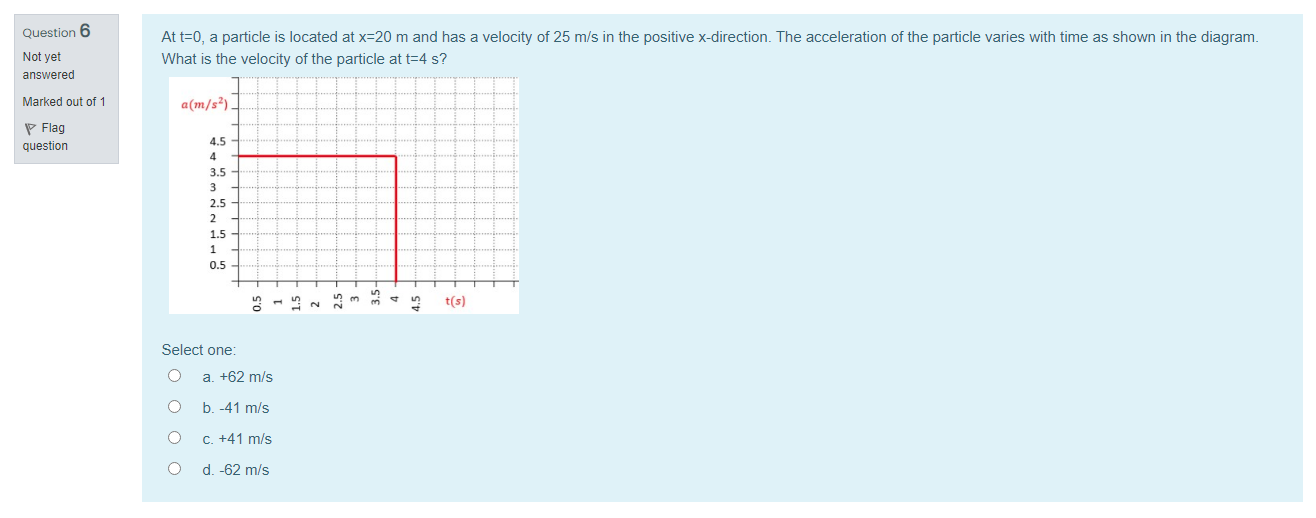 Question 6
Not yet
answered
Marked out of 1
Flag
question
At t=0, a particle is located at x=20 m and has a velocity of 25 m/s in the positive x-direction. The acceleration of the particle varies with time as shown in the diagram.
What is the velocity of the particle at t=4 s?
a(m/s²)
4.5
4
3.5
3
2.5
2
1.5
1
0.5
0.5 1 1.5 2 2.5 3 3.5 4 4.5 t(s)
Select one:
a. +62 m/s
b. -41 m/s
c. +41 m/s
d. -62 m/s